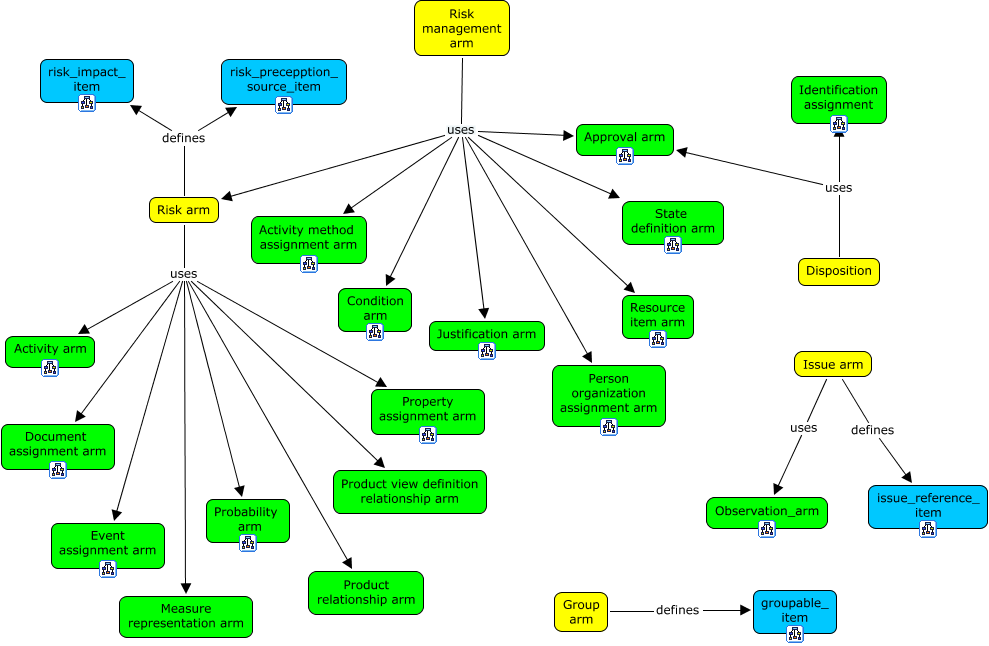 Risk
management
arm
risk_impact_
item
risk_precepption_
source_item
Identification
assignment
defines
uses
Approval arm
uses
Risk arm
Activity method
assignment arm
State
definition arm
Disposition
uses
Condition
arm
Resource
item arm
Justification arm
Activity arm
Issue arm
Person
organization
assignment arm
Property
assignment arm
uses
defines
Document
assignment arm
Product view definition
relationship arm
Observation_arm
issue_reference_
item
Probability
arm
Event
assignment arm
Product
relationship arm
Measure
representation arm
Group
arm
defines
groupable_
item